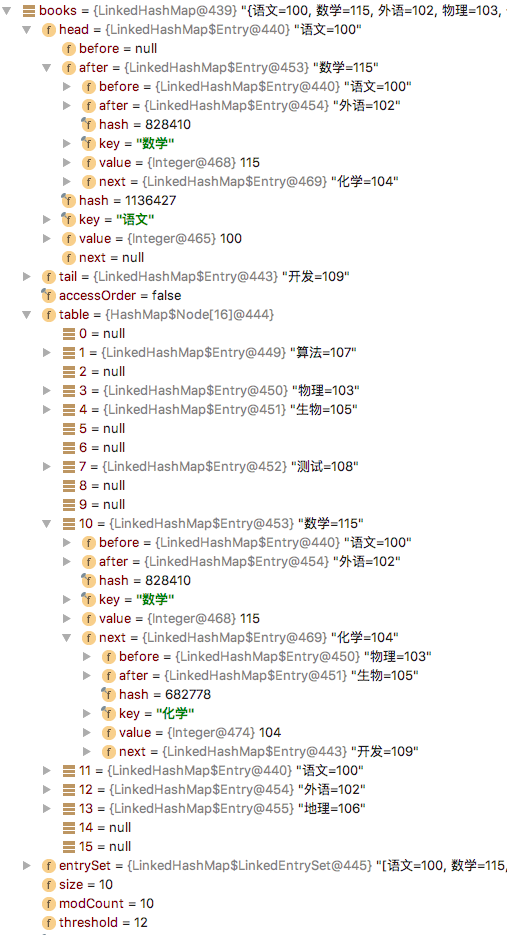 books = {LinkedHashMap@439} "{语文=100, 数学=115, 外语=102, 物理=103,
f head = {LinkedHashMap$Entry@440} "语文=100"
f before = null
f after = {LinkedHashMap$Entry@453} "数学=115"
f before = {LinkedHashMap$Entry@440} "语文=100"
f after = {LinkedHashMap$Entry@454} "外语=102"
f hash = 828410
f key = "数学"
f value = {Integer@468} 115
f next = {LinkedHashMap$Entry@469} "化学=104"
f hash = 1136427
f key = "语文"
f value = {Integer@465} 100
f next = null
f tail = {LinkedHashMap$Entry@443} "开发=109"
f accessOrder = false
f table = {HashMap$Node[16]@444}
0 = null
1 = {LinkedHashMap$Entry@449} "算法=107"
2 = null
3 = {LinkedHashMap$Entry@450} "物理=103"
4 = {LinkedHashMap$Entry@451} "生物=105"
5 = null
6 = null
7 = {LinkedHashMap$Entry@452} "测试=108"
8 = null
9 = null
10 = {LinkedHashMap$Entry@453} "数学=115"
f before = {LinkedHashMap$Entry@440} "语文=100"
f after = {LinkedHashMap$Entry@454} "外语=102"
f hash = 828410
f key = "数学"
f value = {Integer@468} 115
f next = {LinkedHashMap$Entry@469} "化学=104"
f before = {LinkedHashMap$Entry@450} "物理=103"
f after = {LinkedHashMap$Entry@451} "生物=105"
f hash = 682778
f key = "化学"
f value = {Integer@474} 104
f next = {LinkedHashMap$Entry@443} "开发=109"
11 = {LinkedHashMap$Entry@440} "语文=100"
12 = {LinkedHashMap$Entry@454} "外语=102"
13 = {LinkedHashMap$Entry@455} "地理=106"
14 = null
15 = null
f entrySet = {LinkedHashMap$LinkedEntrySet@445} "[语文=100, 数学=115,
f size = 10
f modCount = 10
f threshold = 12